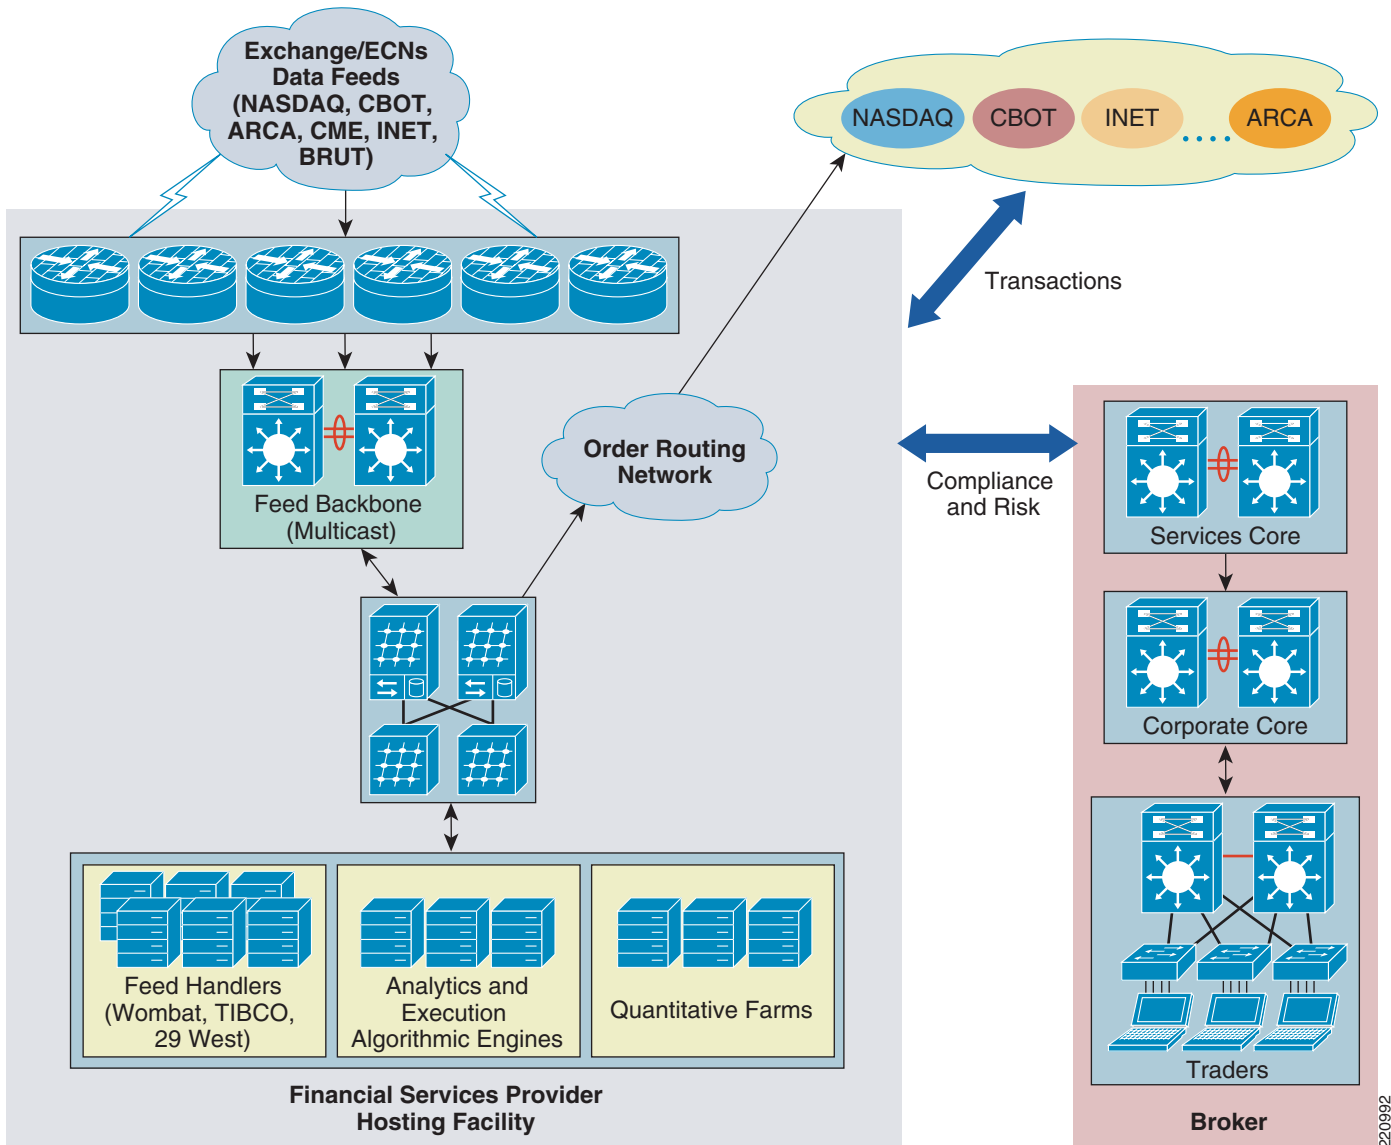 Exchange/ECNs
Data Feeds
(NASDAQ, CBOT,
ARCA, CME, INET,
BRUT)
NASDAQ
CBOT
INET
....
ARCA
Transactions
Order Routing
Network
Feed Backbone
(Multicast)
Compliance
and Risk
Services Core
Corporate Core
Feed Handlers
(Wombat, TIBCO,
29 West)
Analytics and
Execution
Algorithmic Engines
Quantitative Farms
Traders
Financial Services Provider
Hosting Facility
Broker
220992